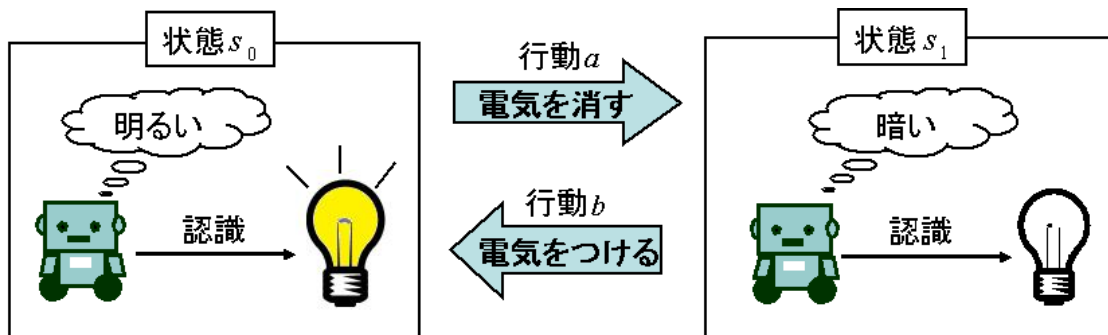 状態s₀
明るい
認識
行動a
電気を消す
行動b
電気をつける
状態s₁
暗い
認識